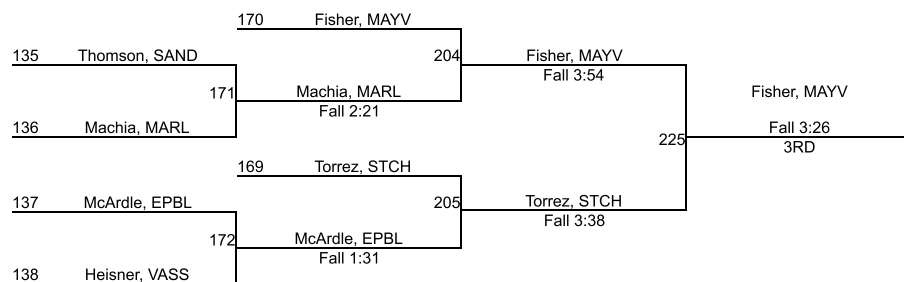 170 Fisher, MAYV
135 Thomson, SAND
204
Fisher, MAYV
Fall 3:54
171
Machia, MARL
Fall 2:21
Fisher, MAYV
136 Machia, MARL
225
Fall 3:26
3RD
169 Torrez, STCH
137 McArdle, EPBL
205
Torrez, STCH
Fall 3:38
172
McArdle, EPBL
Fall 1:31
138 Heisner, VASS